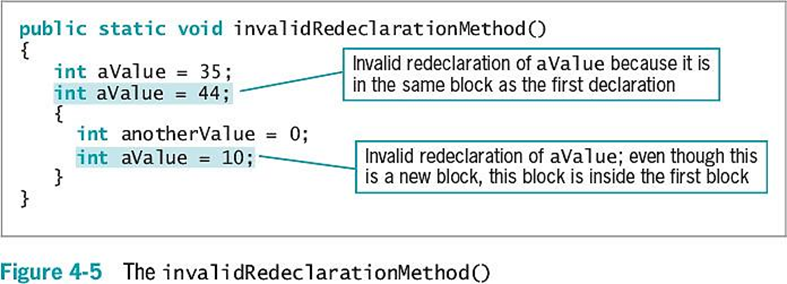 public static void invalidRedeclarationMethod()
{
int aValue = 35;
int aValue = 44;
Invalid redeclaration of aValue because it is
in the same block as the first declaration
{
int anotherValue = 0;
int aValue = 10;
Invalid redeclaration of aValue; even though this
is a new block, this block is inside the first block
}
}
Figure 4-5 The invalidRedeclarationMethod()